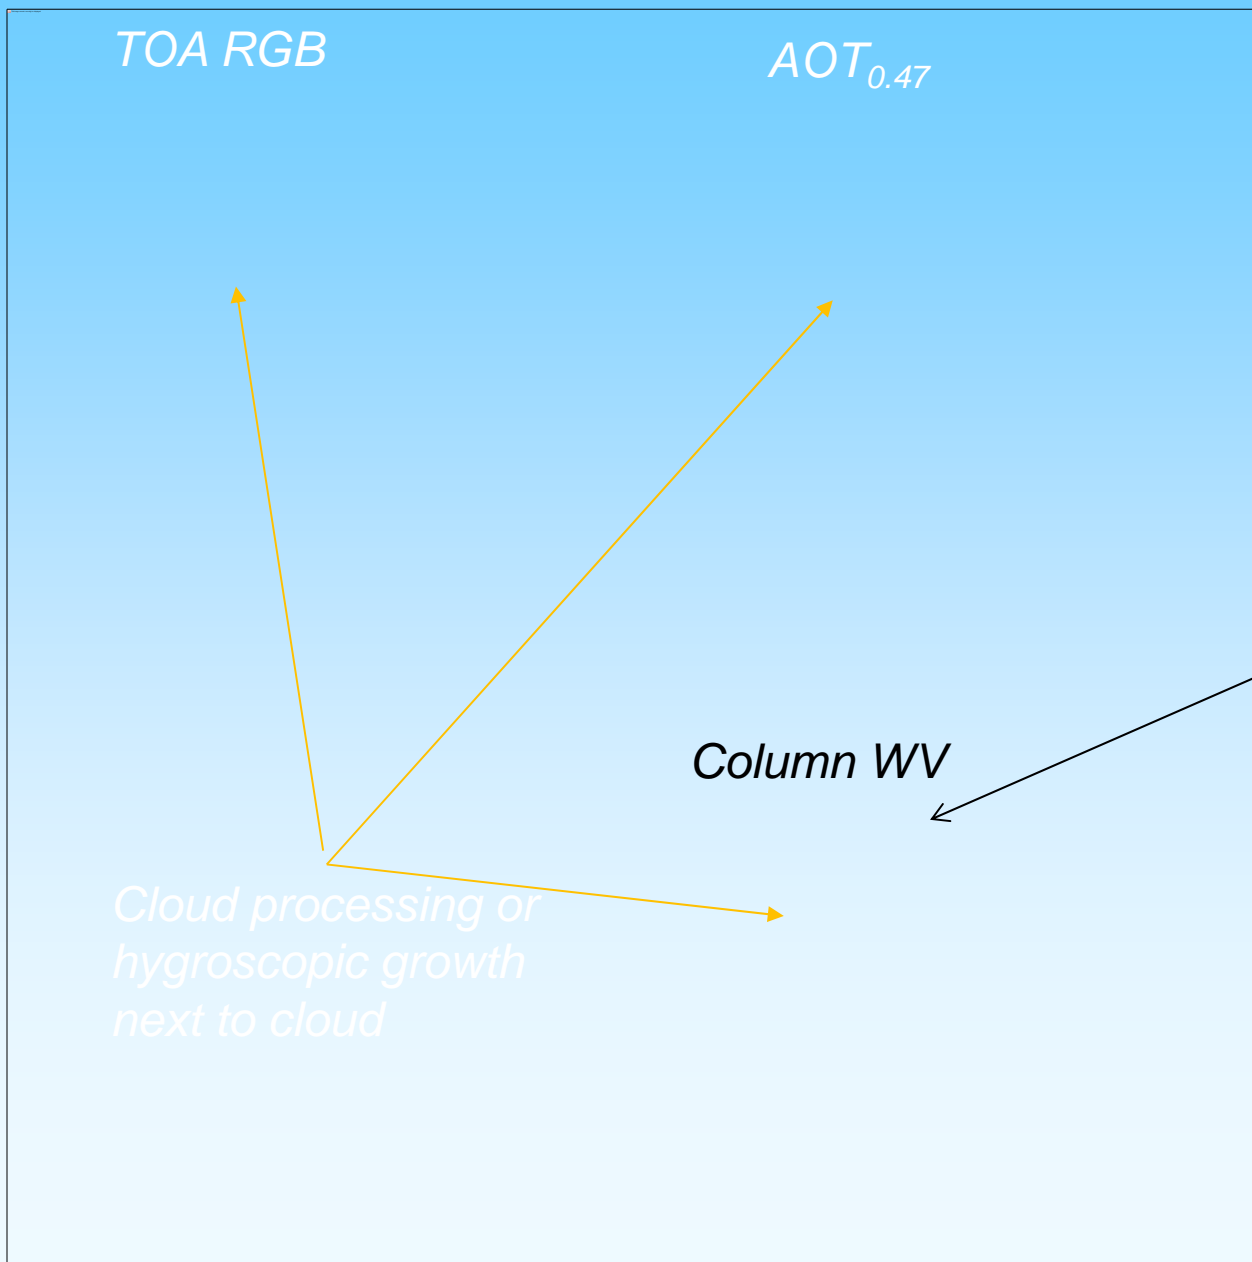 TOA RGB
AOT0.47
Column WV
Cloud processing or
hygroscopic growth
next to cloud